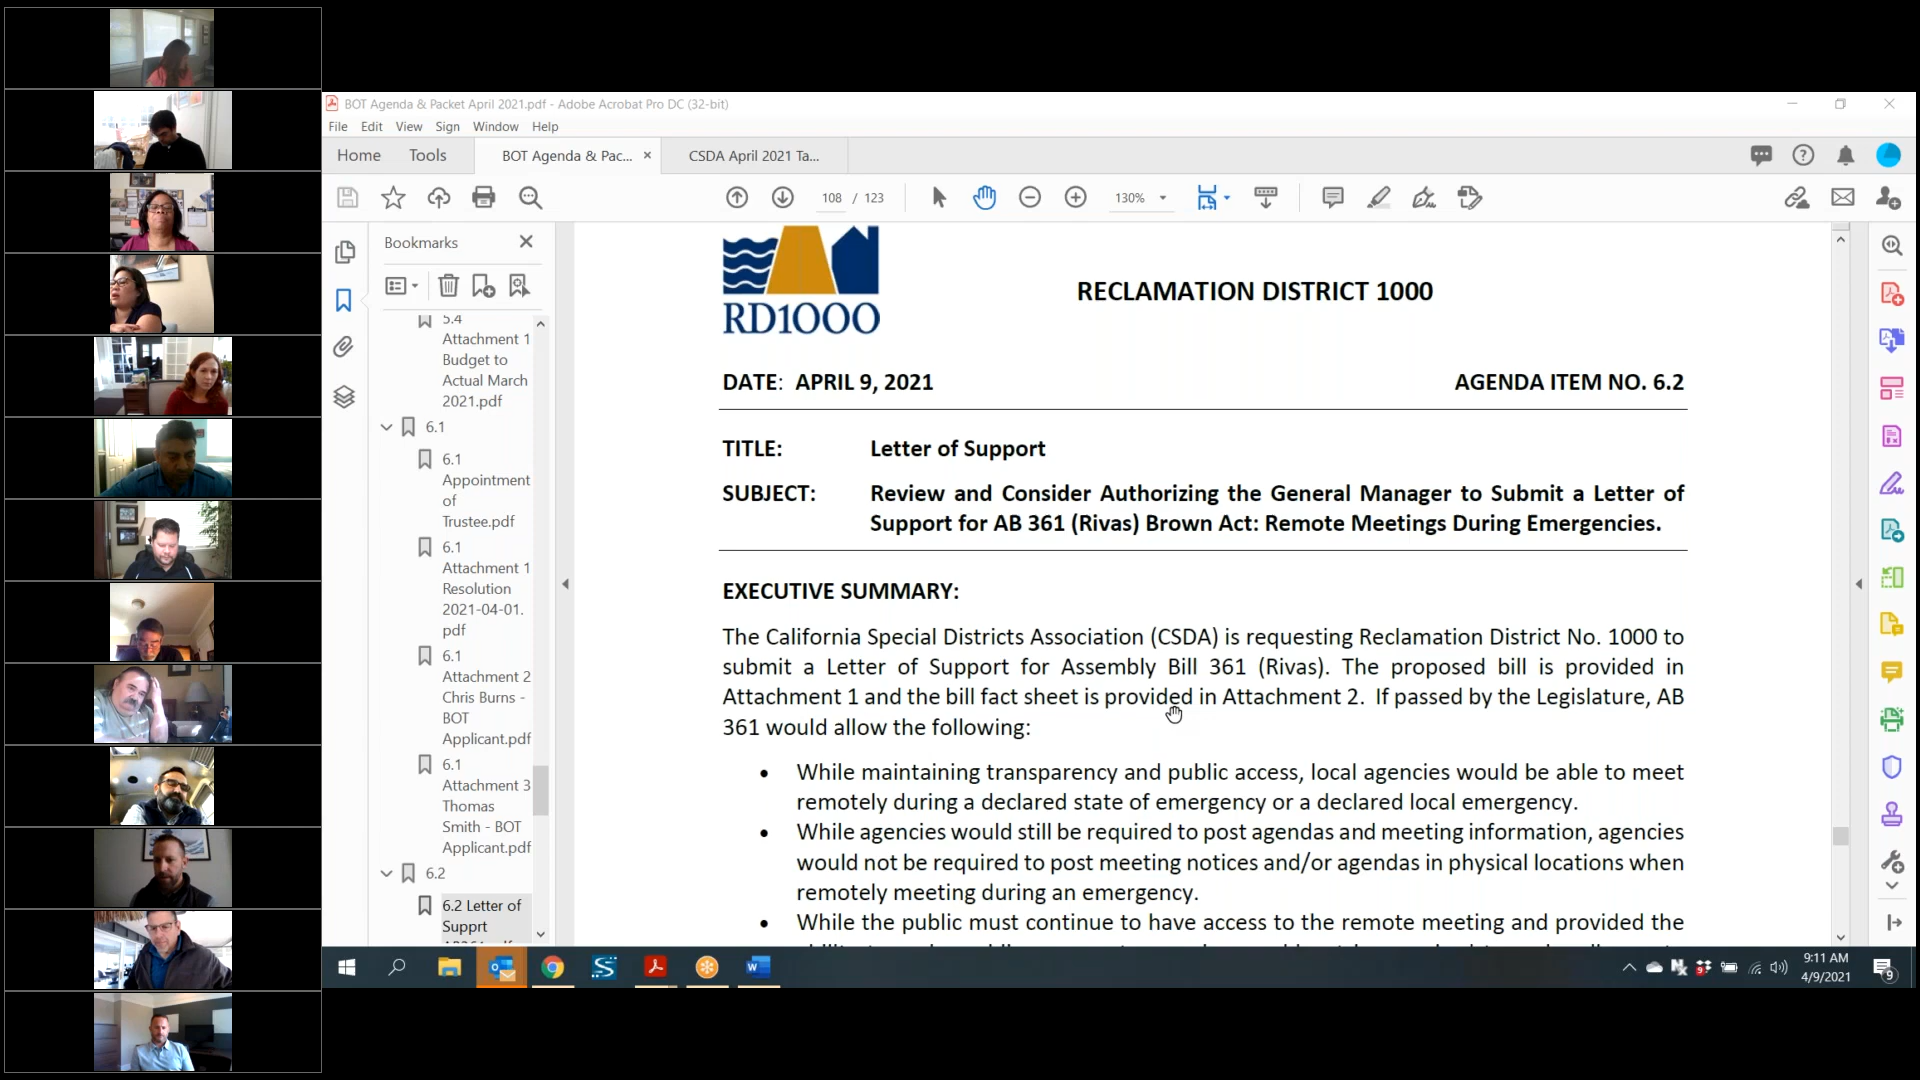 BOT Agenda & Packet April 2021.pdf - Adobe Acrobat Pro DC (32-bit)
File Edit View Sign Window Help
Home Tools BOT Agenda & Pac... × CSDA April 2021 Ta...
108 / 123 130%
Bookmarks
5.4
Attachment 1
Budget to
Actual March
2021.pdf
6.1
6.1
Appointment
of
Trustee.pdf
6.1
Attachment 1
Resolution
2021-04-01.
pdf
6.1
Attachment 2
Chris Burns -
BOT
Applicant.pdf
6.1
Attachment 3
Thomas
Smith - BOT
Applicant.pdf
6.2
6.2 Letter of
Supprt
RD1000
RECLAMATION DISTRICT 1000
DATE: APRIL 9, 2021 AGENDA ITEM NO. 6.2
TITLE: Letter of Support
SUBJECT: Review and Consider Authorizing the General Manager to Submit a Letter of
Support for AB 361 (Rivas) Brown Act: Remote Meetings During Emergencies.
EXECUTIVE SUMMARY:
The California Special Districts Association (CSDA) is requesting Reclamation District No. 1000 to
submit a Letter of Support for Assembly Bill 361 (Rivas). The proposed bill is provided in
Attachment 1 and the bill fact sheet is provided in Attachment 2. If passed by the Legislature, AB
361 would allow the following:
• While maintaining transparency and public access, local agencies would be able to meet
remotely during a declared state of emergency or a declared local emergency.
• While agencies would still be required to post agendas and meeting information, agencies
would not be required to post meeting notices and/or agendas in physical locations when
remotely meeting during an emergency.
• While the public must continue to have access to the remote meeting and provided the
9:11 AM
4/9/2021
9